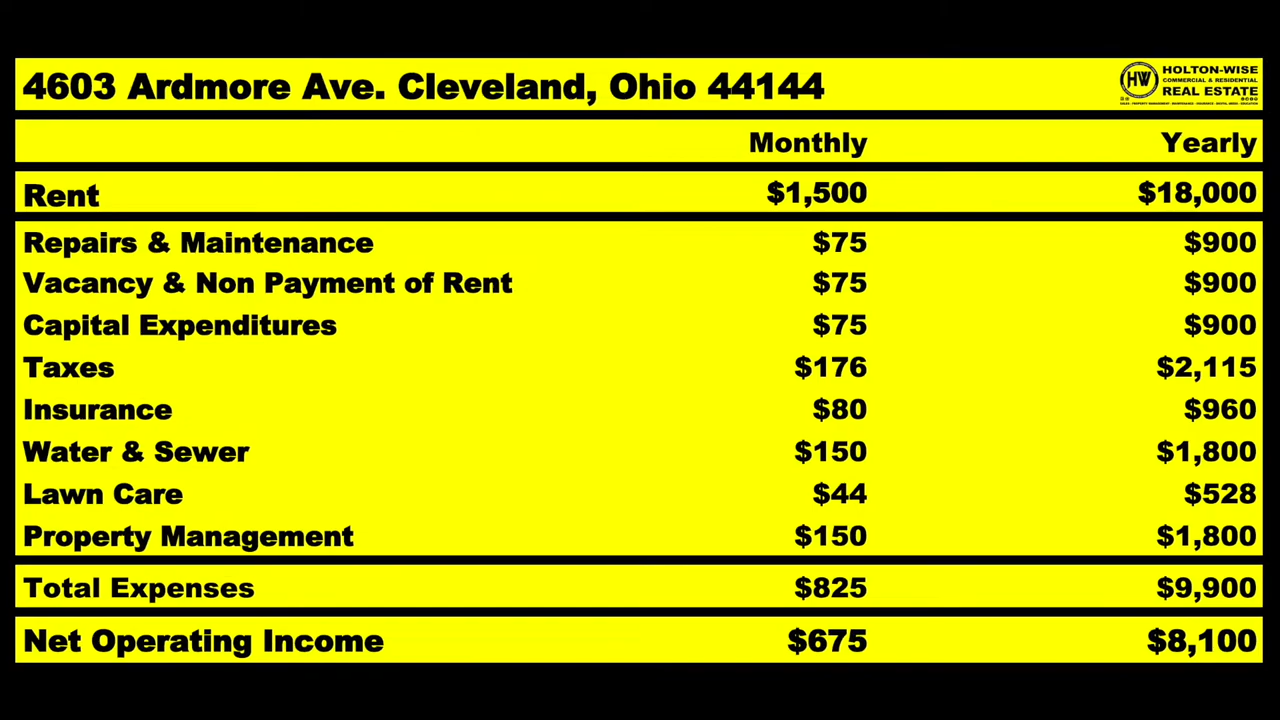 4603 Ardmore Ave. Cleveland, Ohio 44144
HOLTON-WISE
COMMERCIAL & RESIDENTIAL
REAL ESTATE
HW
Monthly Yearly
Rent $1,500 $18,000
Repairs & Maintenance $75 $900
Vacancy & Non Payment of Rent $75 $900
Capital Expenditures $75 $900
Taxes $176 $2,115
Insurance $80 $960
Water & Sewer $150 $1,800
Lawn Care $44 $528
Property Management $150 $1,800
Total Expenses $825 $9,900
Net Operating Income $675 $8,100